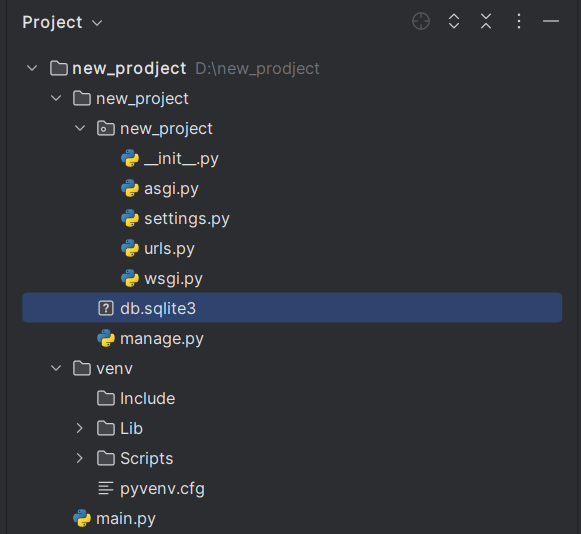 Project
new_prodject D:\new_prodject
new_project
new_project
__init__.py
asgi.py
settings.py
urls.py
wsgi.py
db.sqlite3
manage.py
venv
Include
Lib
Scripts
pyvenv.cfg
main.py